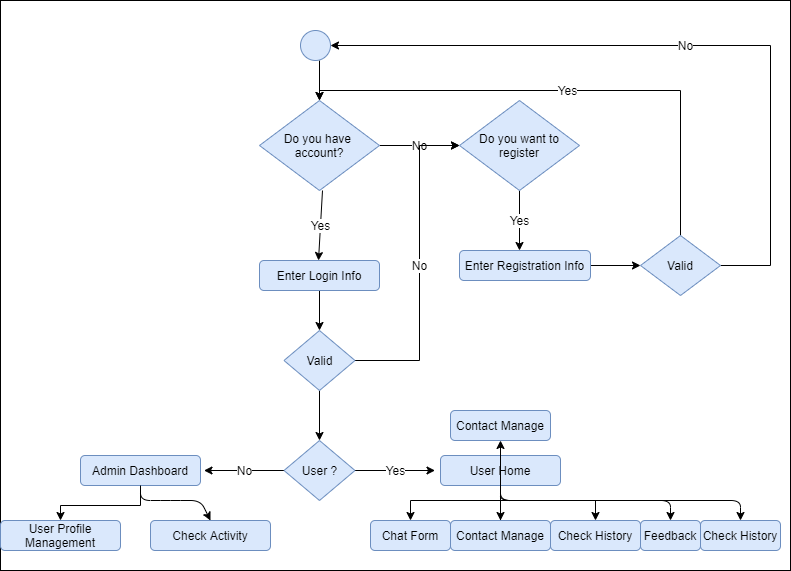 No
Yes
Do you have
account?
No
Do you want to
register
Yes
Yes
Enter Login Info
No
Enter Registration Info
Valid
Valid
Contact Manage
Admin Dashboard
No
User ?
Yes
User Home
User Profile
Management
Check Activity
Chat Form
Contact Manage
Check History
Feedback
Check History